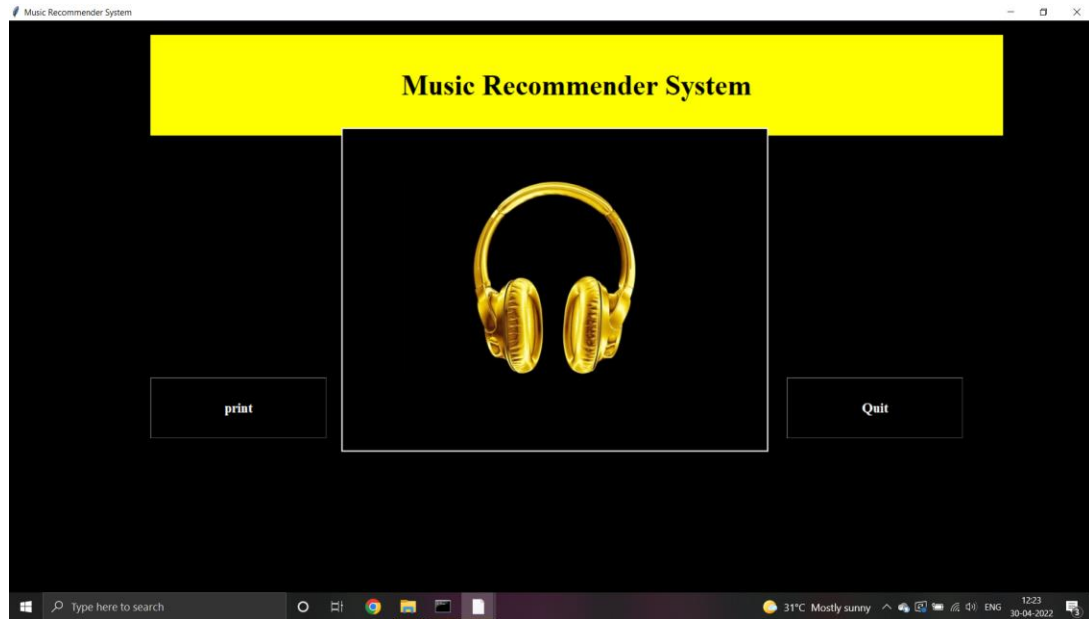 Music Recommender System
Music Recommender System
print
Quit
Type here to search
31°C Mostly sunny
ENG
12:23
30-04-2022
3